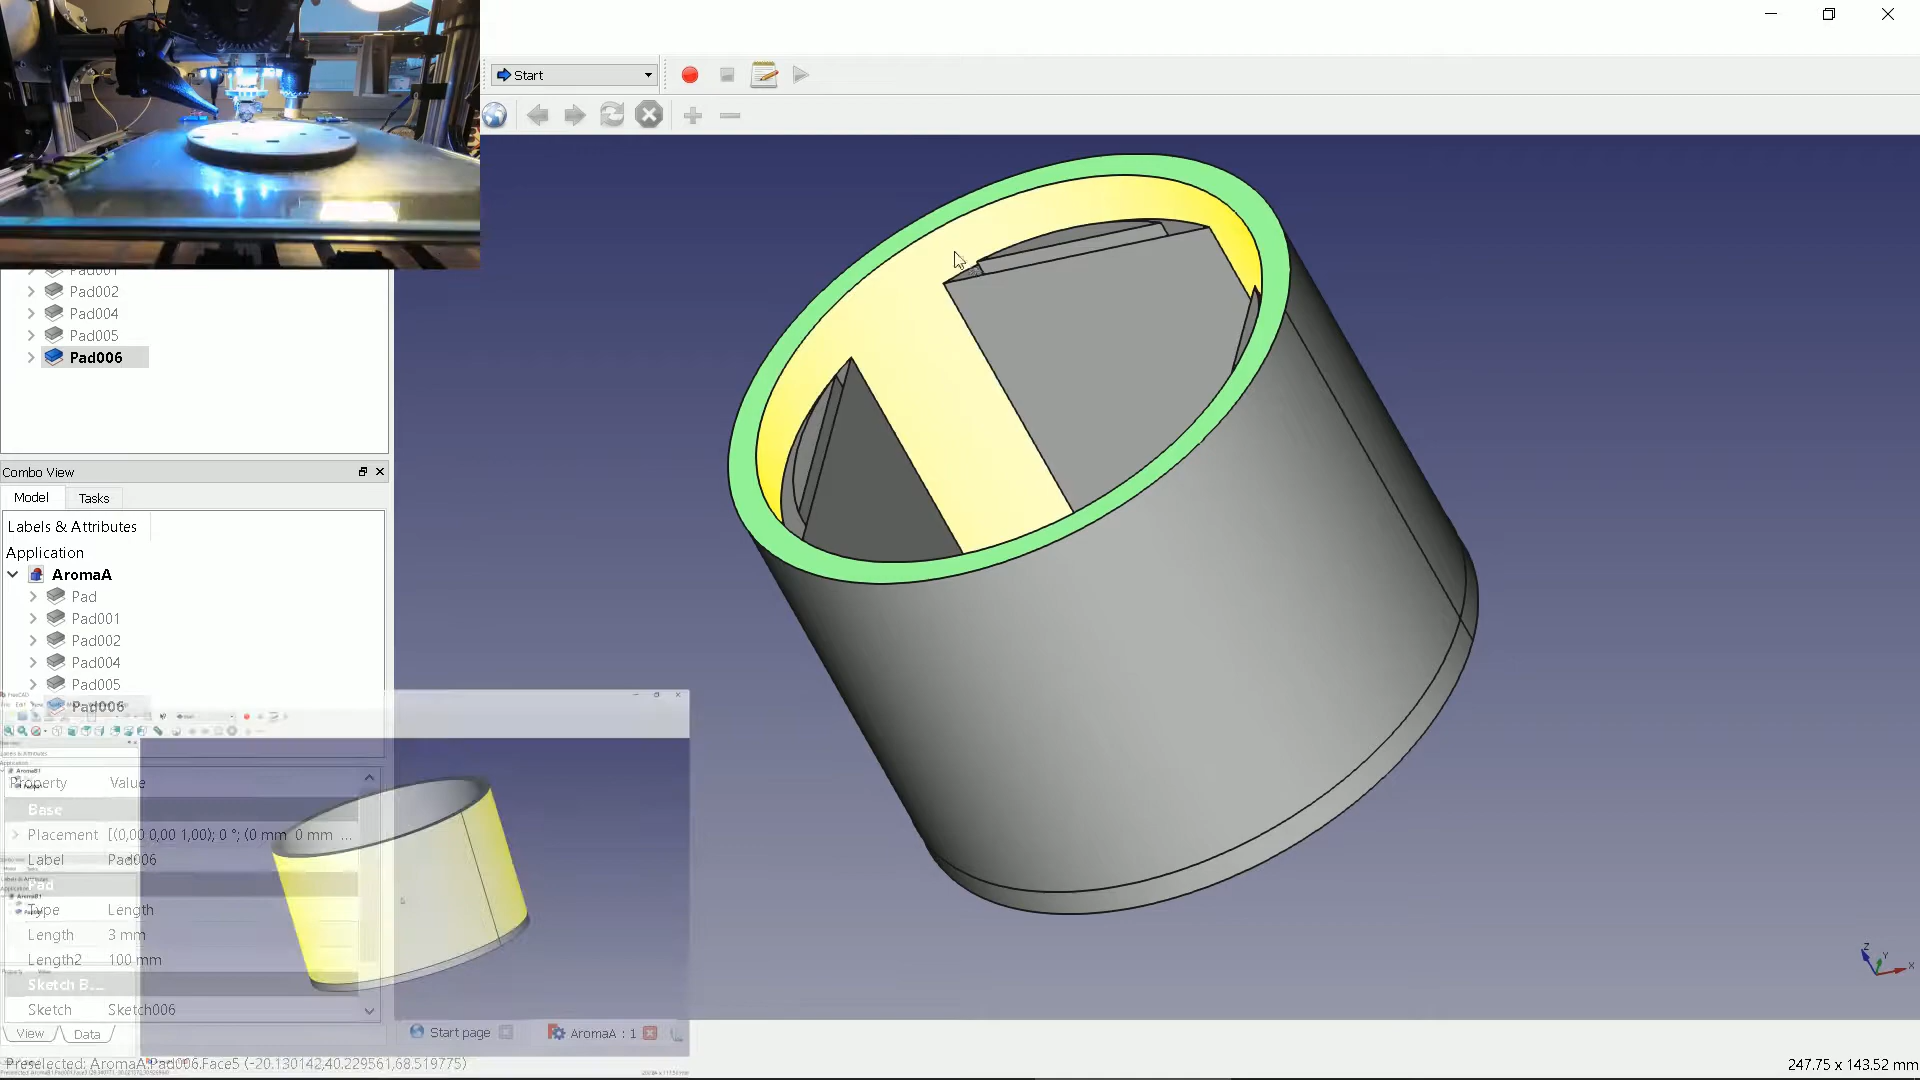 Start
Pad001
Pad002
Pad004
Pad005
Pad006
Combo View
Model Tasks
Labels & Attributes
Application
AromaA
Pad
Pad001
Pad002
Pad004
Pad005
Pad006
Property Value
Base
Placement [(0,00 0,00 1,00); 0 °; (0 mm 0 mm ...
Label Pad006
Pad
Type Length
Length 3 mm
Length2 100 mm
Sketch B...
Sketch Sketch006
View Data
Start page
AromaA : 1
Z
Y
X
Preselected: AromaA.Pad006.Face5 (-20.130142,40.229561,68.519775)
247.75 x 143.52 mm